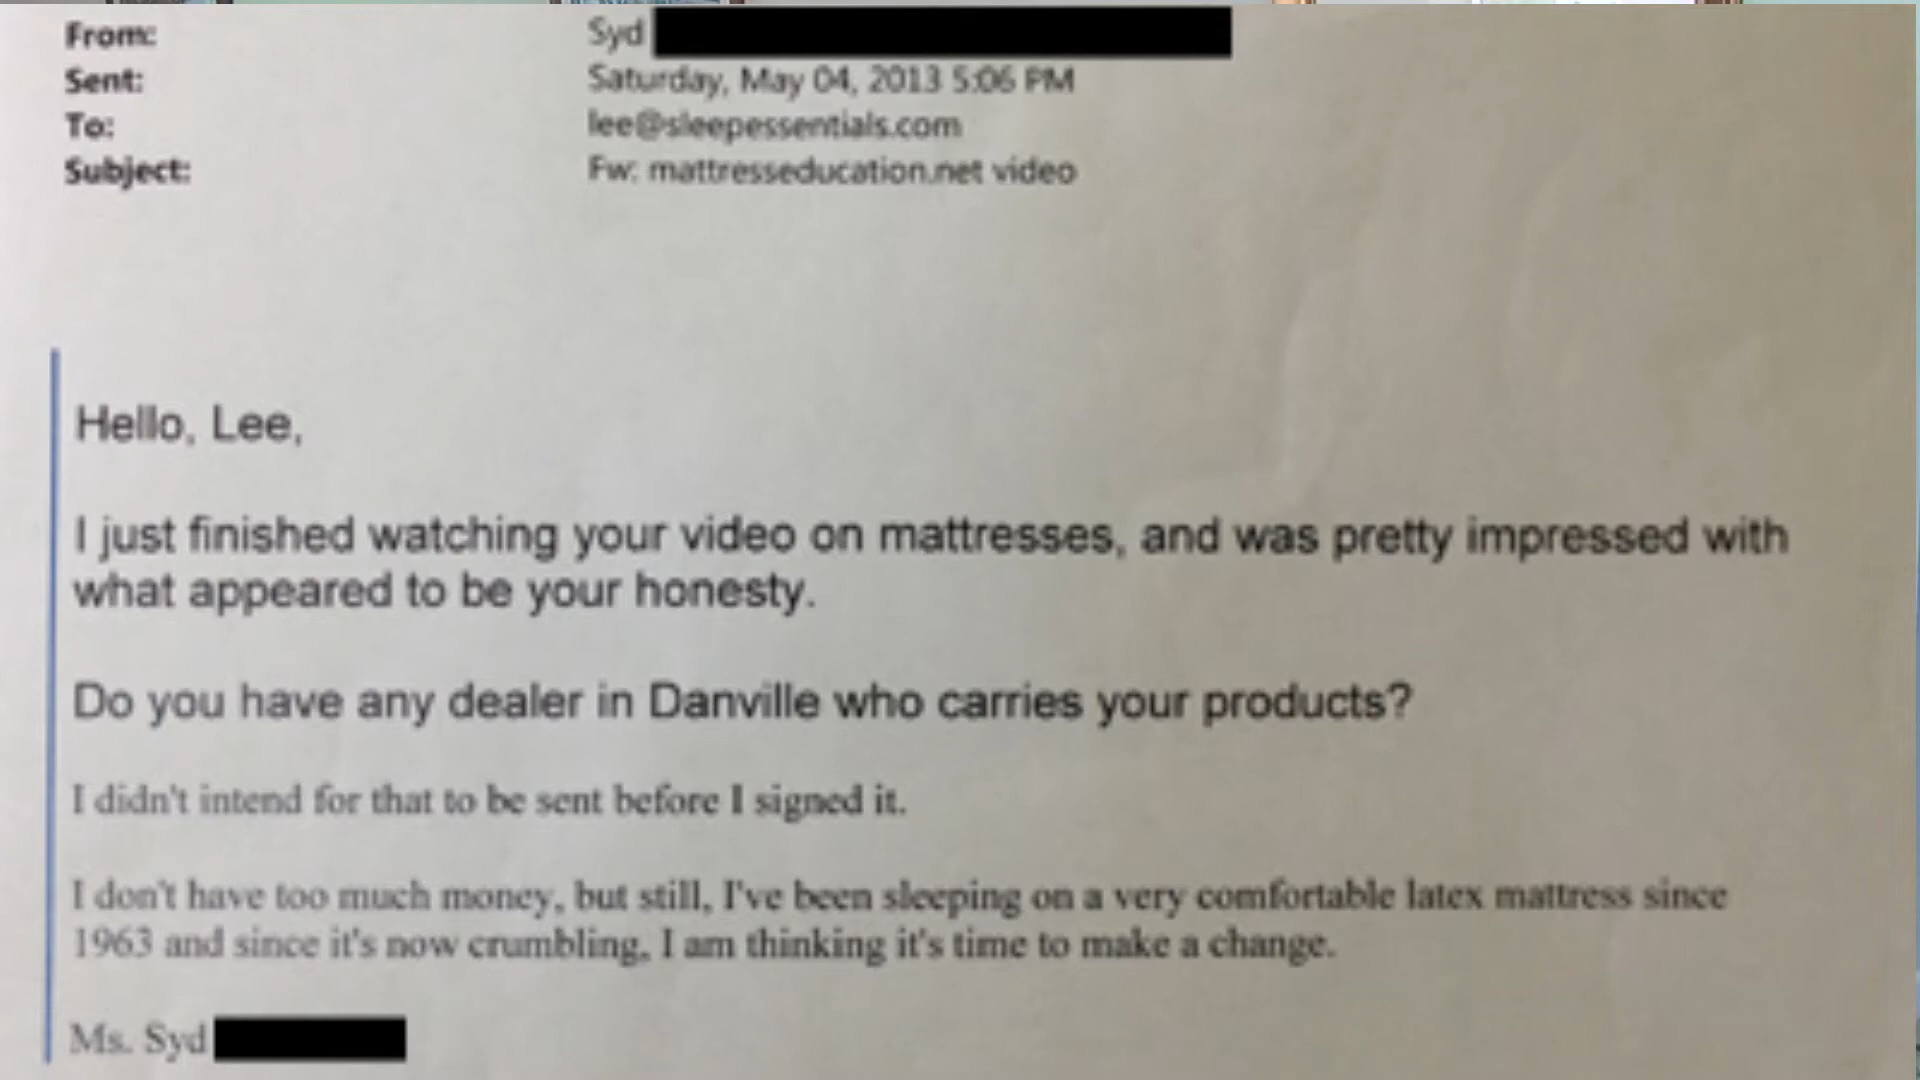 From: Syd
Sent: Saturday, May 04, 2013 5:06 PM
To: lee@sleepessentials.com
Subject: Fw: mattresseducation.net video
Hello, Lee,
I just finished watching your video on mattresses, and was pretty impressed with
what appeared to be your honesty.
Do you have any dealer in Danville who carries your products?
I didn't intend for that to be sent before I signed it.
I don't have too much money, but still, I've been sleeping on a very comfortable latex mattress since
1963 and since it's now crumbling, I am thinking it's time to make a change.
Ms. Syd